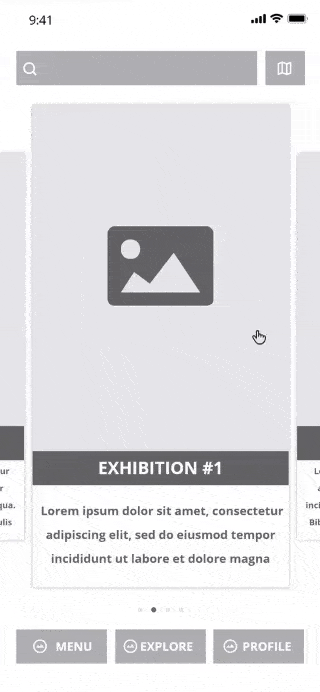 9:41
EXHIBITION #1
Lorem ipsum dolor sit amet, consectetur
adipiscing elit, sed do eiusmod tempor
incididunt ut labore et dolore magna
ur
r
qua.
ulis
L
a
inci
Bib
MENU
EXPLORE
PROFILE